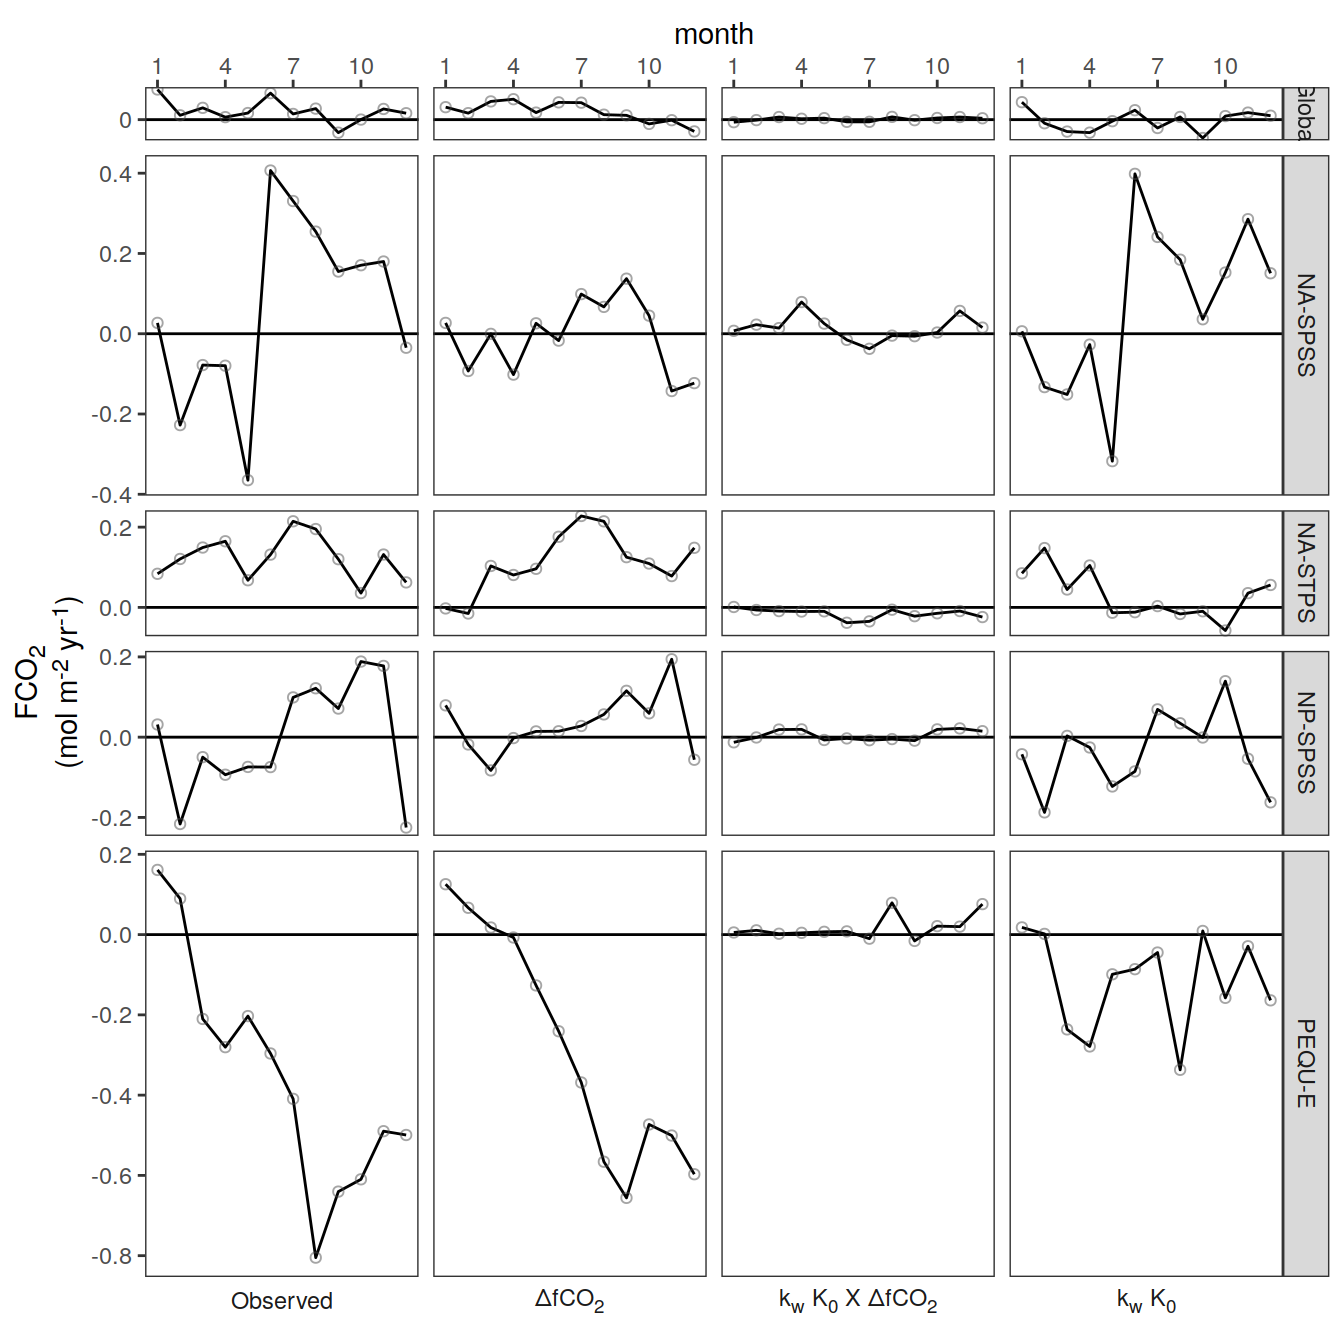 month
1 4 7 10 1 4 7 10 1 4 7 10 1 4 7 10
0
0.4
0.2
0.0
-0.2
-0.4
0.2
0.0
0.2
0.0
-0.2
0.2
0.0
-0.2
-0.4
-0.6
-0.8
FCO₂
(mol m⁻² yr⁻¹)
Global
NA-SPSS
NA-STPS
NP-SPSS
PEQU-E
Observed ΔfCO₂ k_w K₀ X ΔfCO₂ k_w K₀